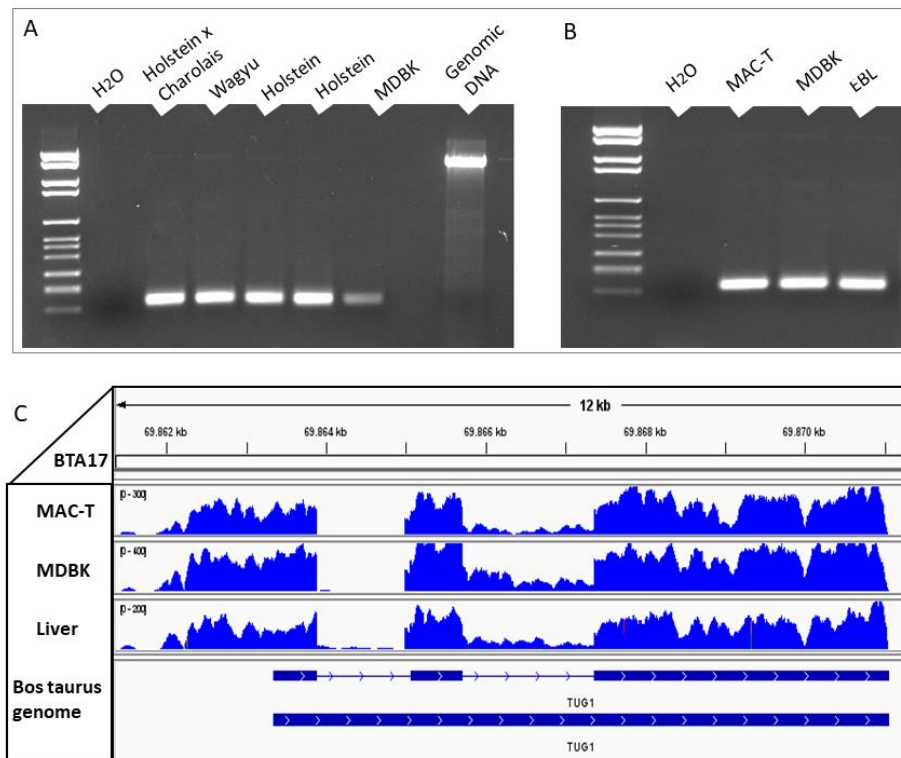 A
H2O
Holstein x
Charolais
Wagyu
Holstein
Holstein
MDBK
Genomic
DNA
B
H2O
MAC-T
MDBK
EBL
C
12 kb
69.862 kb
69.864 kb
69.866 kb
69.868 kb
69.870 kb
BTA17
MAC-T
[0 - 300]
MDBK
[0 - 400]
Liver
[0 - 200]
Bos taurus
genome
TUG1
TUG1